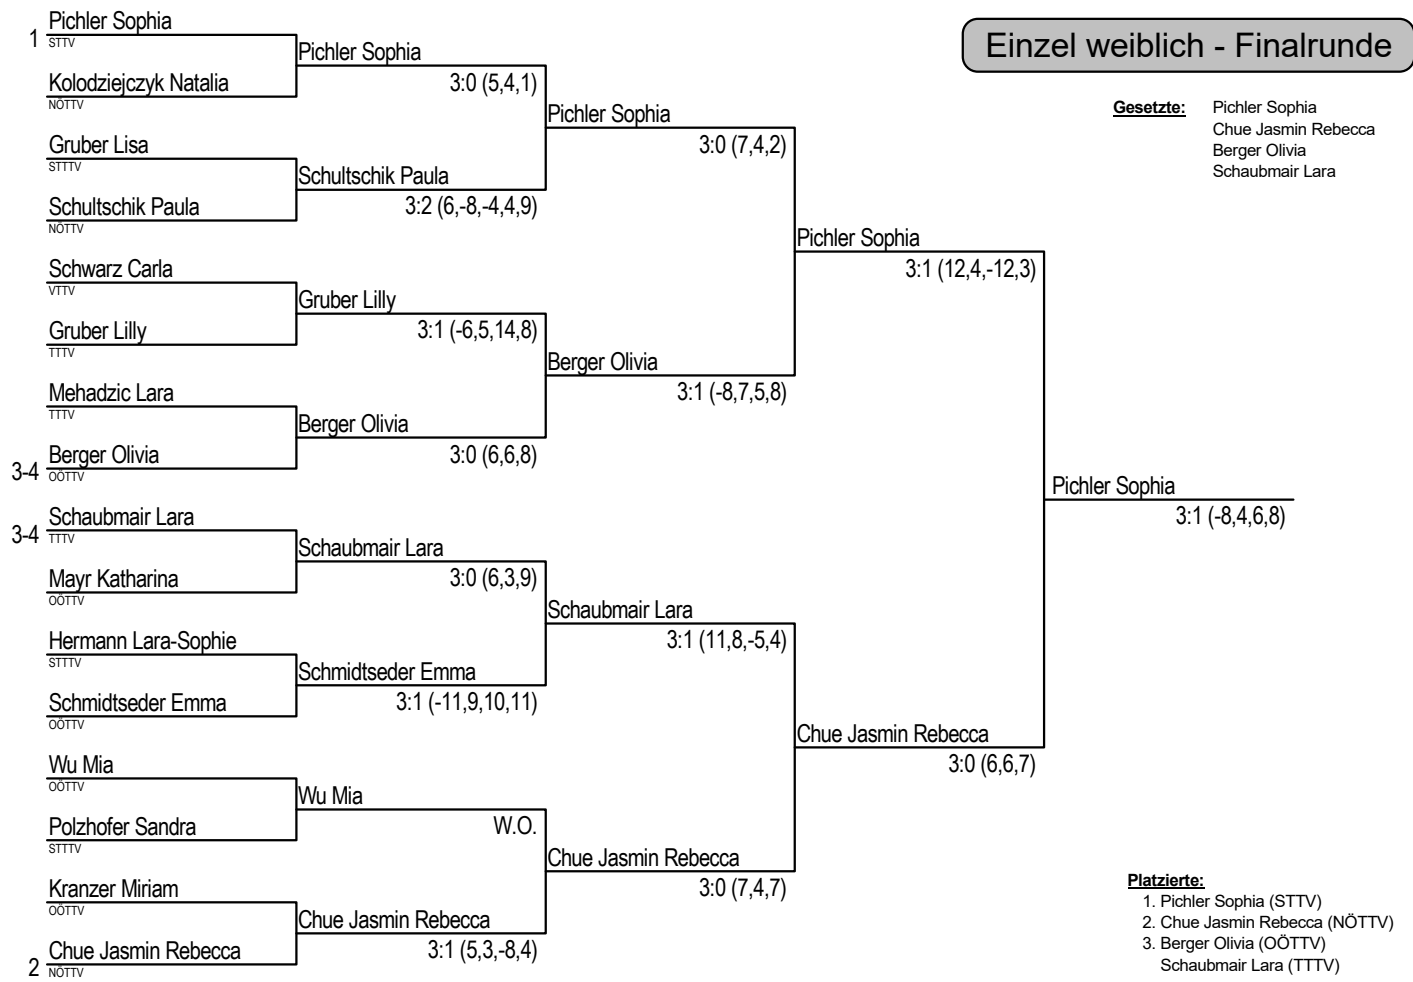 Einzel weiblich - Finalrunde
Gesetzte: Pichler Sophia
Chue Jasmin Rebecca
Berger Olivia
Schaubmair Lara
1 Pichler Sophia
STTV
Kolodziejczyk Natalia
NÖTTV
Gruber Lisa
STTTV
Schultschik Paula
NÖTTV
Schwarz Carla
VTTV
Gruber Lilly
TTTV
Mehadzic Lara
TTTV
3-4 Berger Olivia
OÖTTV
3-4 Schaubmair Lara
TTTV
Mayr Katharina
OÖTTV
Hermann Lara-Sophie
STTTV
Schmidtseder Emma
OÖTTV
Wu Mia
OÖTTV
Polzhofer Sandra
STTTV
Kranzer Miriam
OÖTTV
2 Chue Jasmin Rebecca
NÖTTV
Pichler Sophia
3:0 (5,4,1)
Schultschik Paula
3:2 (6,-8,-4,4,9)
Gruber Lilly
3:1 (-6,5,14,8)
Berger Olivia
3:0 (6,6,8)
Schaubmair Lara
3:0 (6,3,9)
Schmidtseder Emma
3:1 (-11,9,10,11)
Wu Mia
W.O.
Chue Jasmin Rebecca
3:1 (5,3,-8,4)
Pichler Sophia
3:0 (7,4,2)
Berger Olivia
3:1 (-8,7,5,8)
Schaubmair Lara
3:1 (11,8,-5,4)
Chue Jasmin Rebecca
3:0 (7,4,7)
Pichler Sophia
3:1 (12,4,-12,3)
Chue Jasmin Rebecca
3:0 (6,6,7)
Pichler Sophia
3:1 (-8,4,6,8)
Platzierte:
1. Pichler Sophia (STTV)
2. Chue Jasmin Rebecca (NÖTTV)
3. Berger Olivia (OÖTTV)
Schaubmair Lara (TTTV)